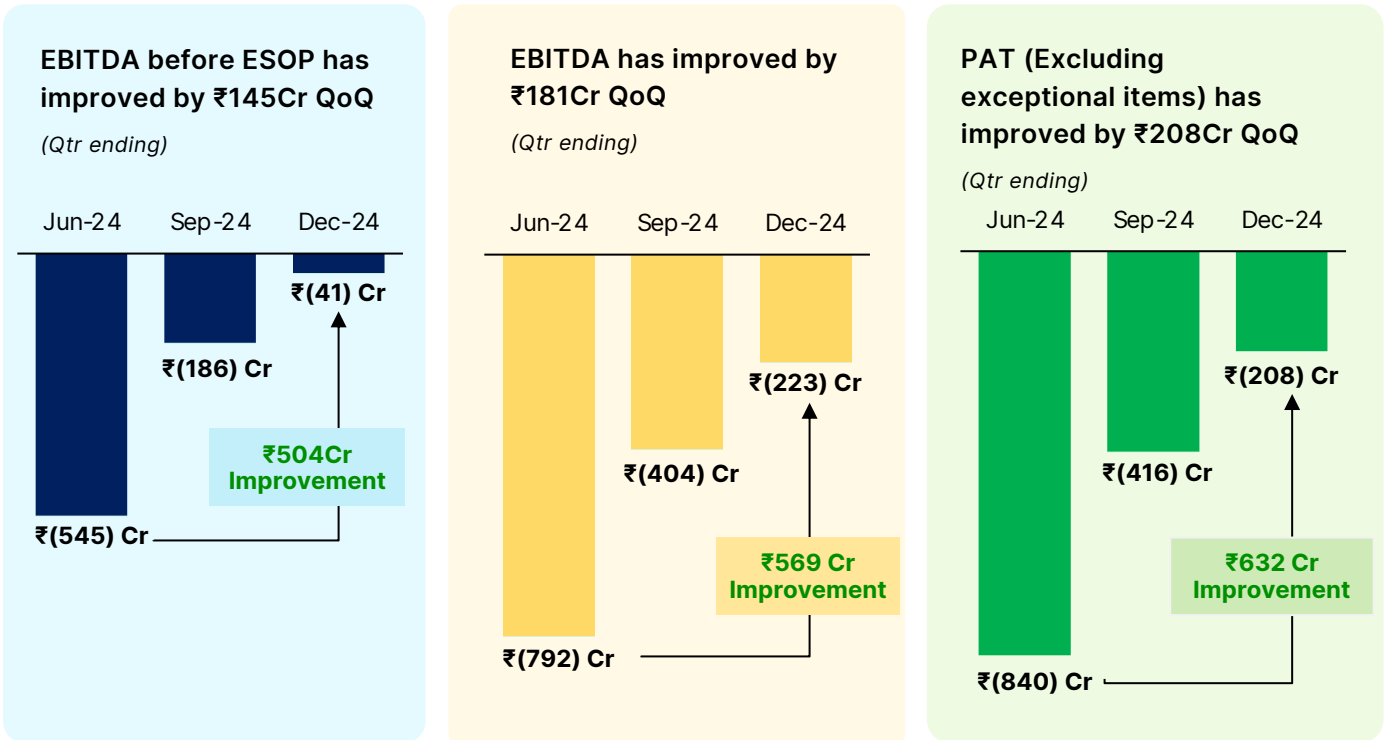 EBITDA before ESOP has
improved by ₹145Cr QoQ
(Qtr ending)
Jun-24 Sep-24 Dec-24
₹(41) Cr
₹(186) Cr
₹504Cr
Improvement
₹(545) Cr
EBITDA has improved by
₹181Cr QoQ
(Qtr ending)
Jun-24 Sep-24 Dec-24
₹(223) Cr
₹(404) Cr
₹569 Cr
Improvement
₹(792) Cr
PAT (Excluding
exceptional items) has
improved by ₹208Cr QoQ
(Qtr ending)
Jun-24 Sep-24 Dec-24
₹(208) Cr
₹(416) Cr
₹632 Cr
Improvement
₹(840) Cr